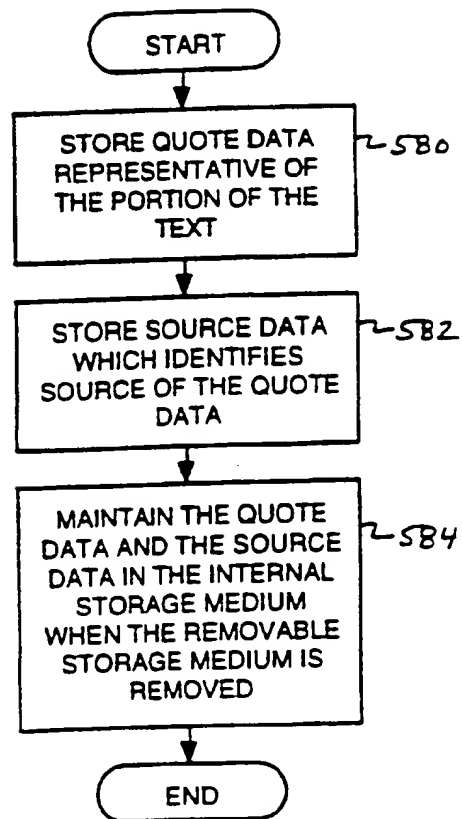 START
STORE QUOTE DATA
REPRESENTATIVE OF
THE PORTION OF THE
TEXT
580
STORE SOURCE DATA
WHICH IDENTIFIES
SOURCE OF THE QUOTE
DATA
582
MAINTAIN THE QUOTE
DATA AND THE SOURCE
DATA IN THE INTERNAL
STORAGE MEDIUM
WHEN THE REMOVABLE
STORAGE MEDIUM IS
REMOVED
584
END